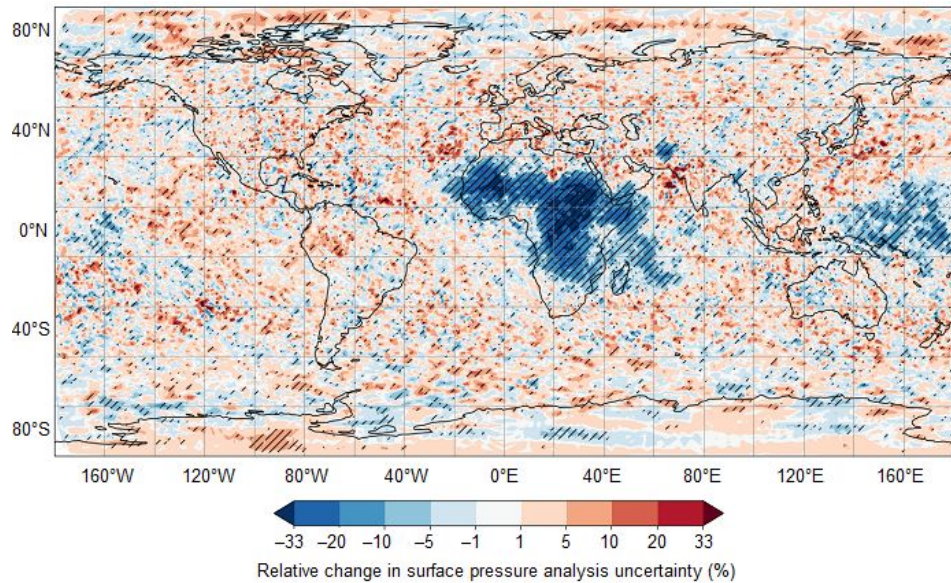 80°N
40°N
0°N
40°S
80°S
160°W 120°W 80°W 40°W 0°E 40°E 80°E 120°E 160°E
–33 –20 –10 –5 –1 1 5 10 20 33
Relative change in surface pressure analysis uncertainty (%)